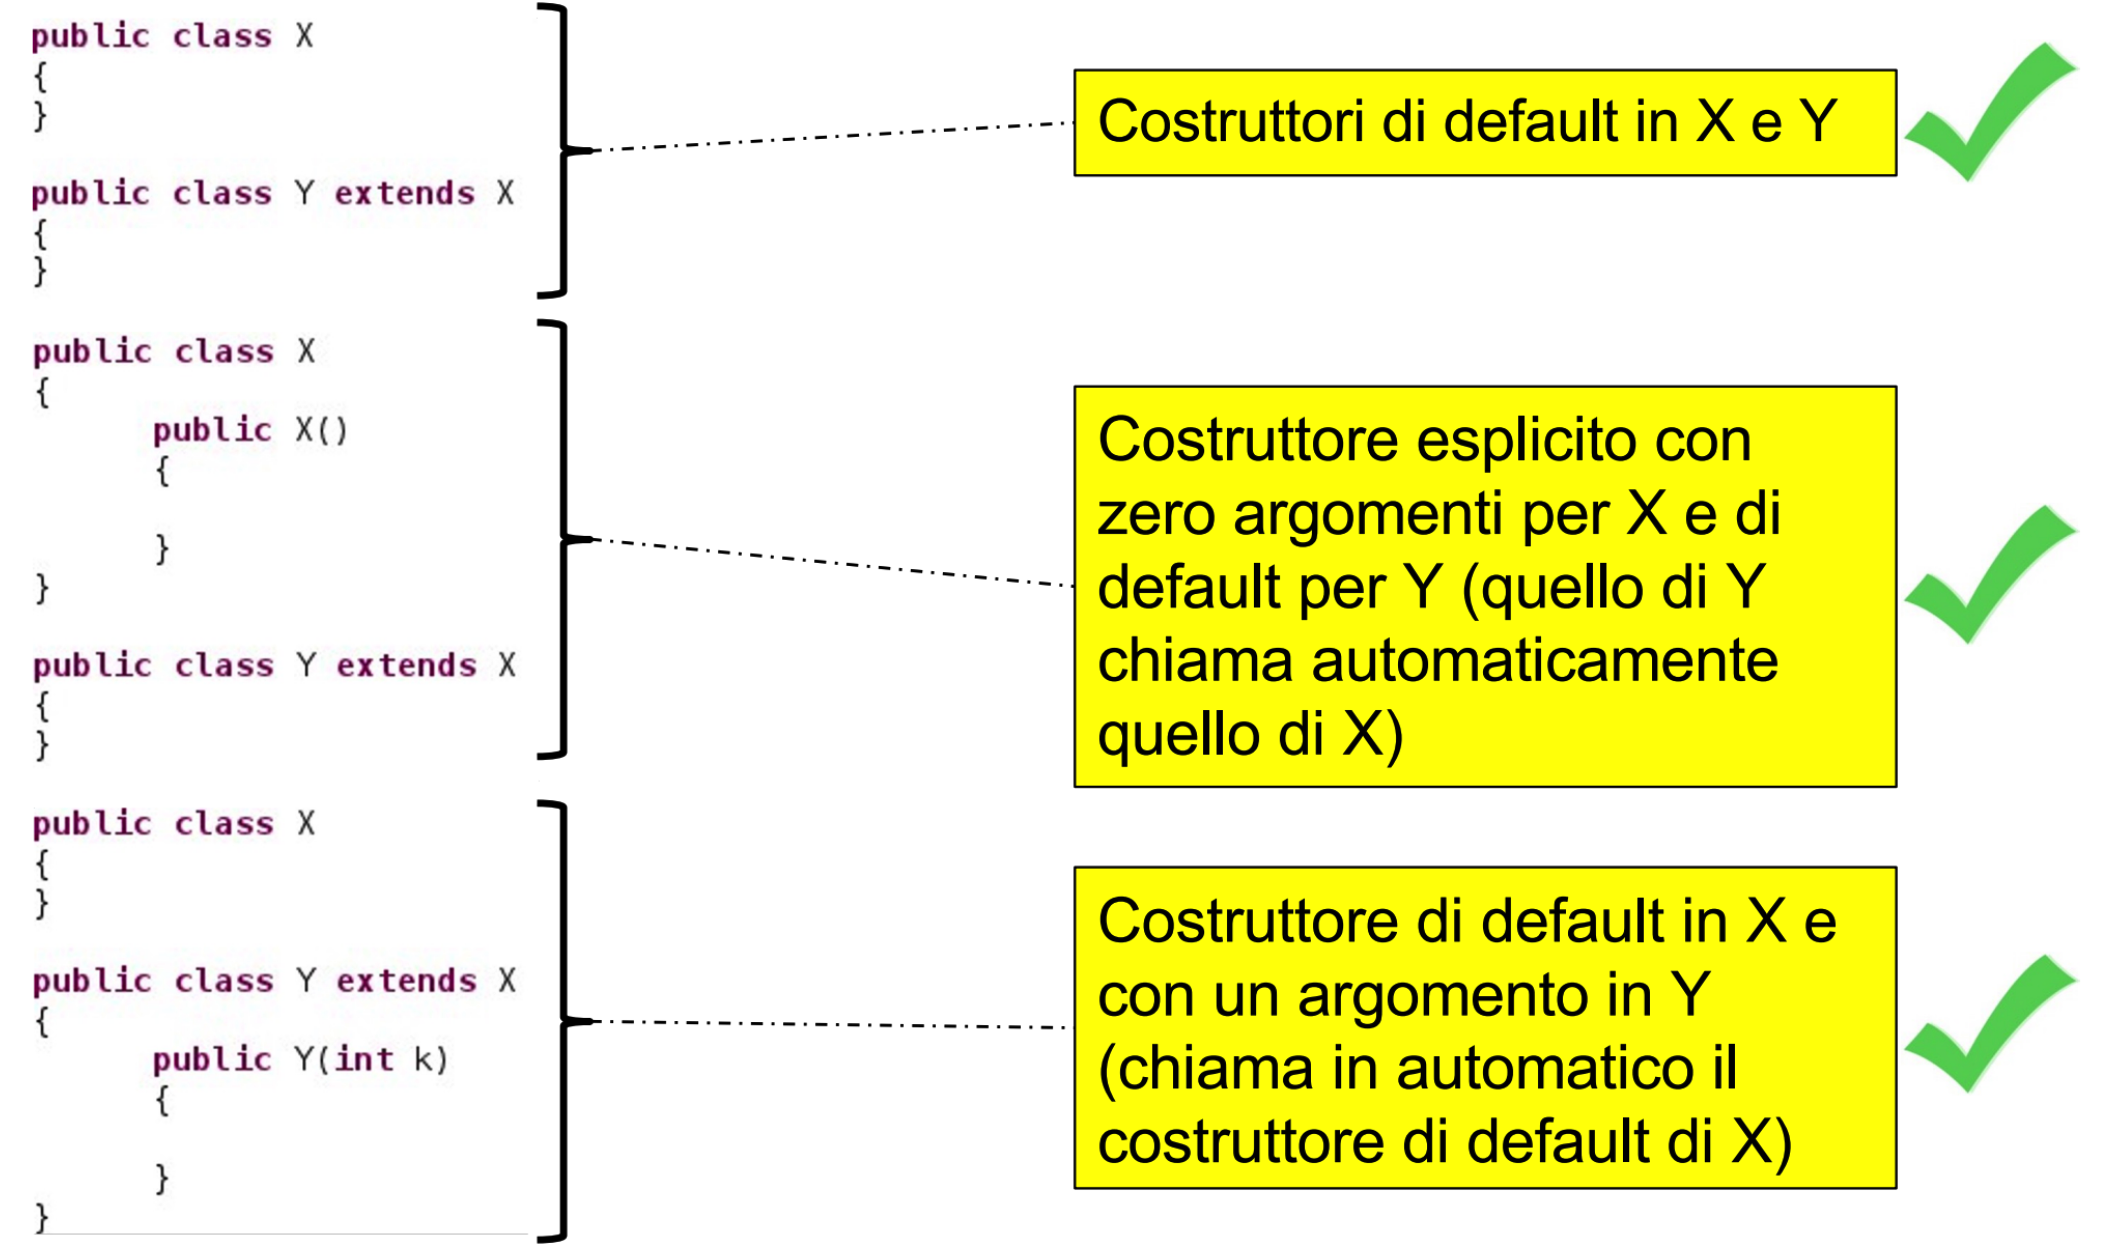 public class X
{
}
public class Y extends X
{
}
Costruttori di default in X e Y
public class X
{
public X()
{
}
}
public class Y extends X
{
}
Costruttore esplicito con
zero argomenti per X e di
default per Y (quello di Y
chiama automaticamente
quello di X)
public class X
{
}
public class Y extends X
{
public Y(int k)
{
}
}
Costruttore di default in X e
con un argomento in Y
(chiama in automatico il
costruttore di default di X)